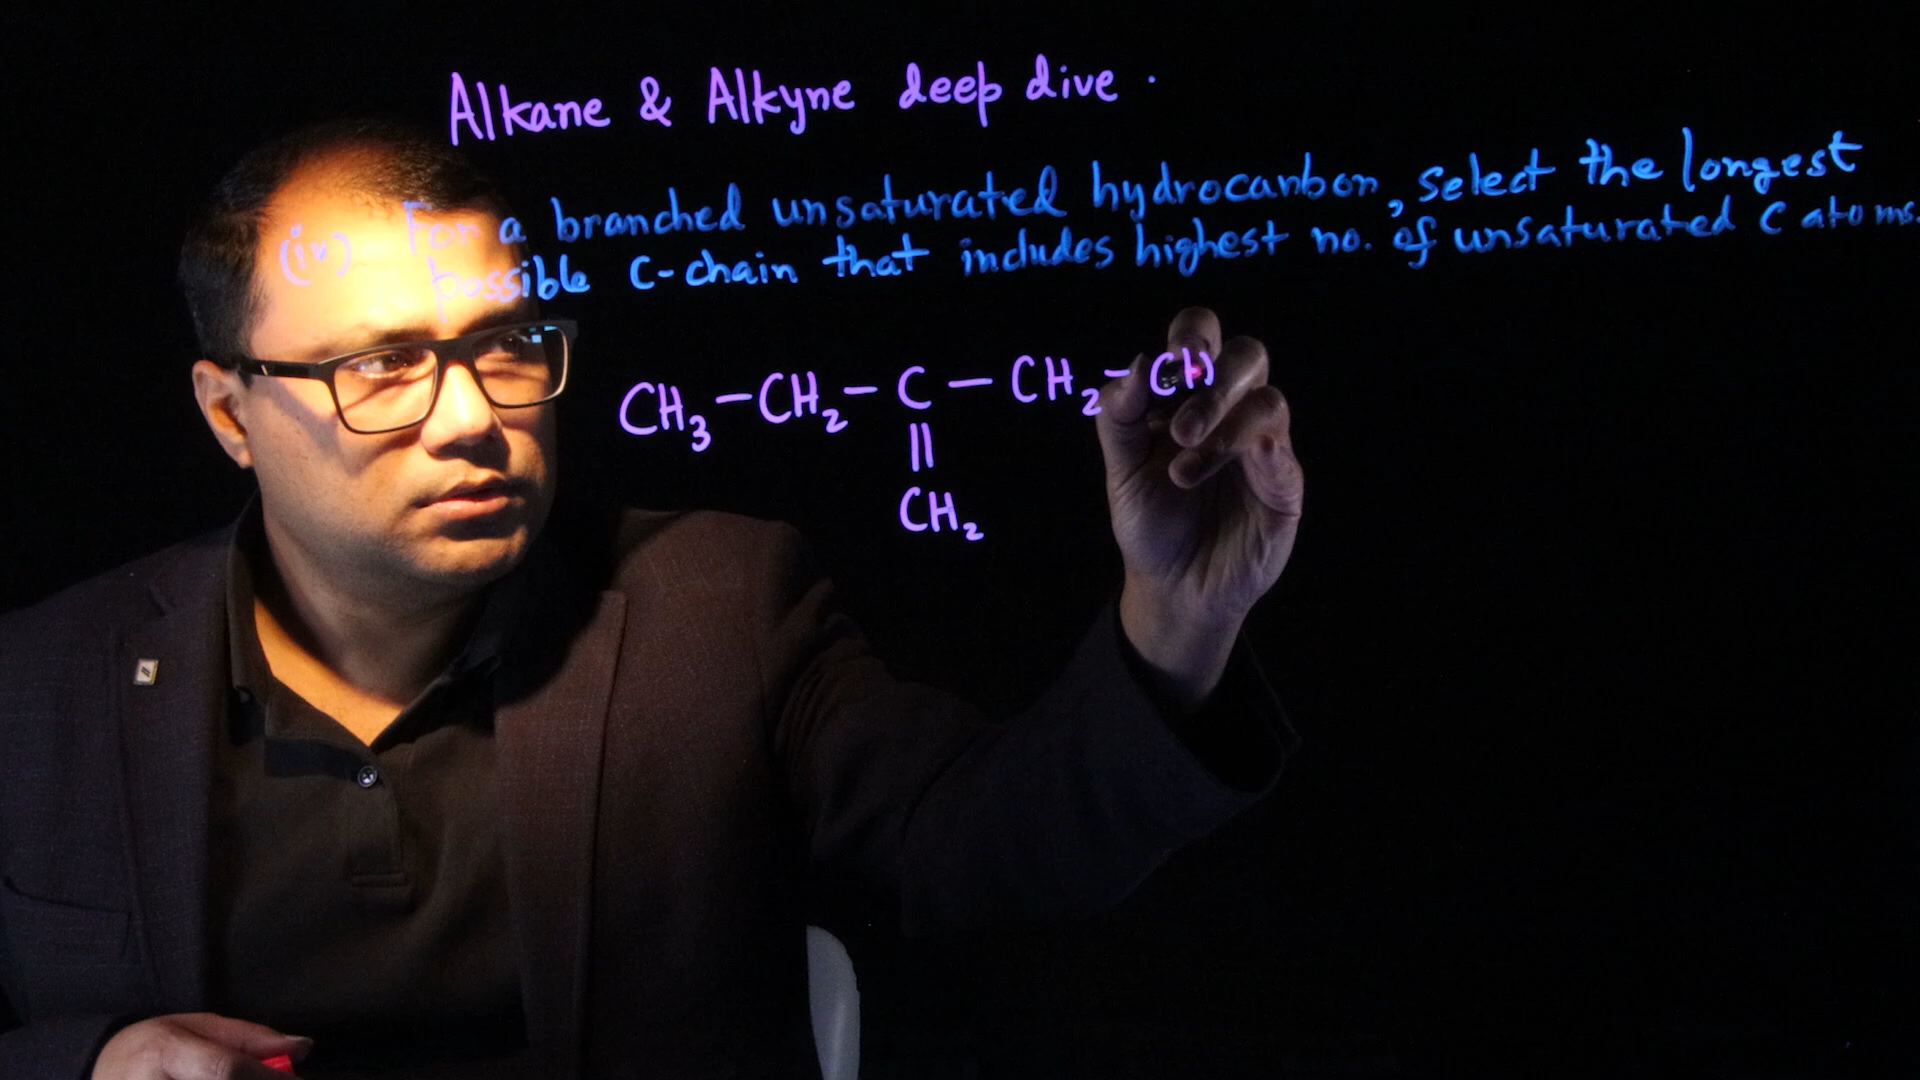 Alkane & Alkyne deep dive.
(iv) For a branched unsaturated hydrocarbon, select the longest
possible C-chain that includes highest no. of unsaturated C atoms.
CH3 - CH2 - C - CH2 - CH
||
CH2